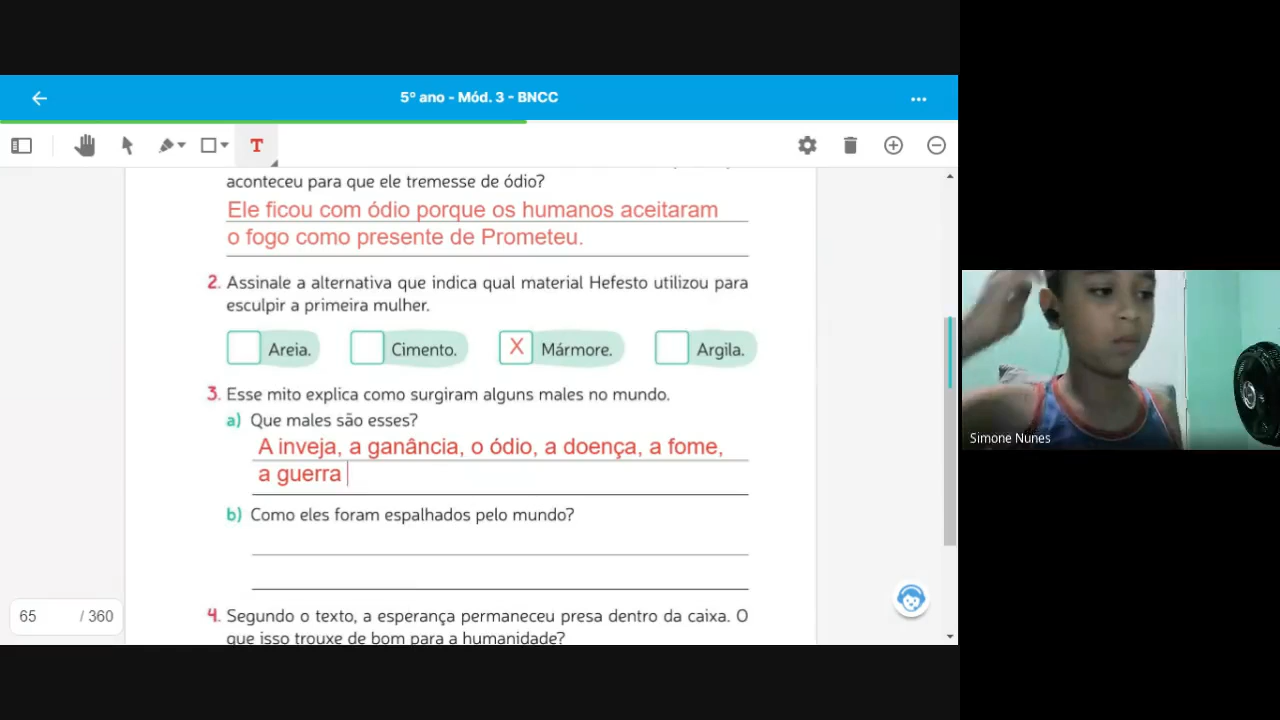 5º ano - Mód. 3 - BNCC
T
aconteceu para que ele tremesse de ódio?
Ele ficou com ódio porque os humanos aceitaram
o fogo como presente de Prometeu.
2. Assinale a alternativa que indica qual material Hefesto utilizou para
esculpir a primeira mulher.
Areia. Cimento. X Mármore. Argila.
3. Esse mito explica como surgiram alguns males no mundo.
a) Que males são esses?
A inveja, a ganância, o ódio, a doença, a fome,
a guerra
b) Como eles foram espalhados pelo mundo?
4. Segundo o texto, a esperança permaneceu presa dentro da caixa. O
que isso trouxe de bom para a humanidade?
65 / 360
Simone Nunes